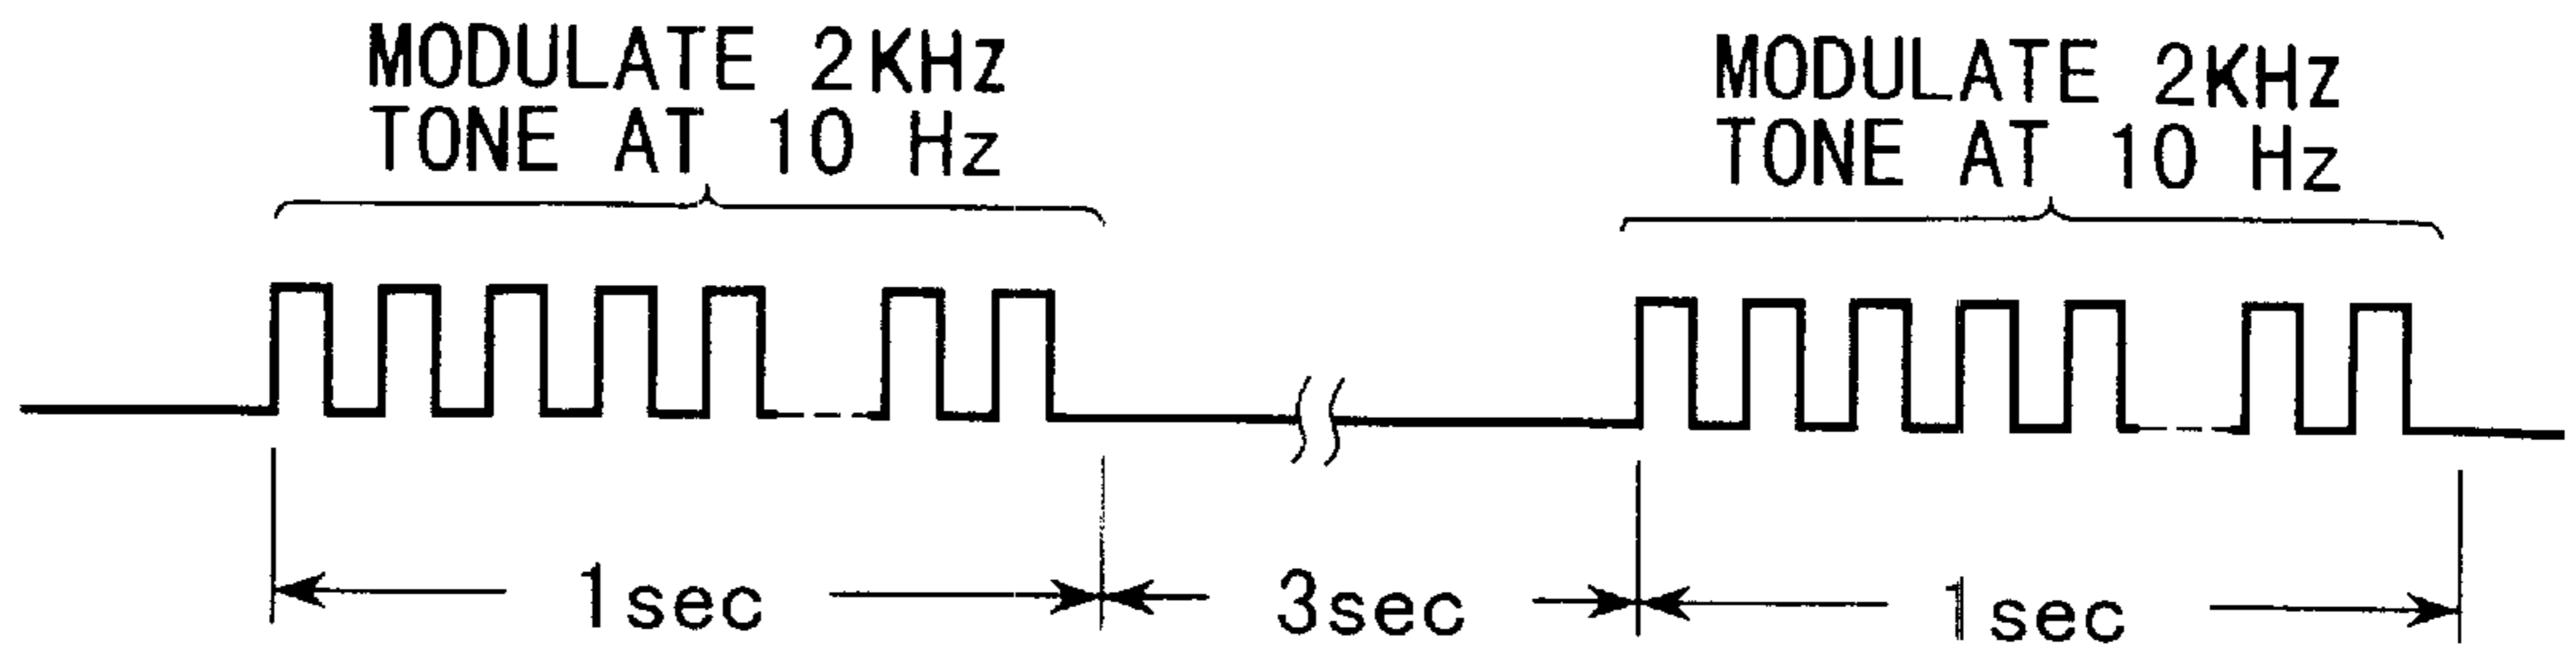 MODULATE 2KHz
TONE AT 10 Hz
MODULATE 2KHz
TONE AT 10 Hz
1sec
3sec
1sec